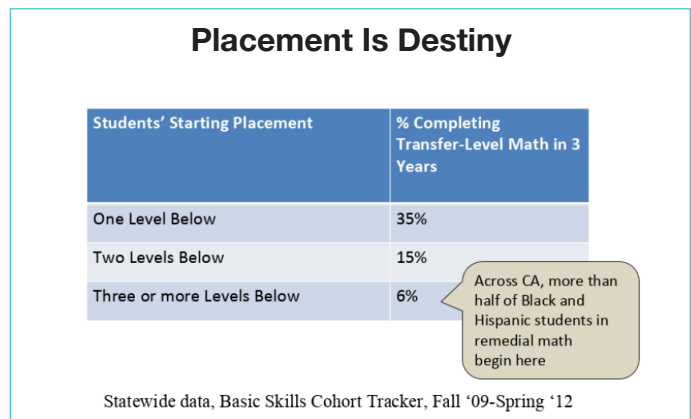 Placement Is Destiny
Students’ Starting Placement
% Completing
Transfer-Level Math in 3
Years
One Level Below
35%
Two Levels Below
15%
Three or more Levels Below
6%
Across CA, more than
half of Black and
Hispanic students in
remedial math
begin here
Statewide data, Basic Skills Cohort Tracker, Fall ‘09-Spring ‘12